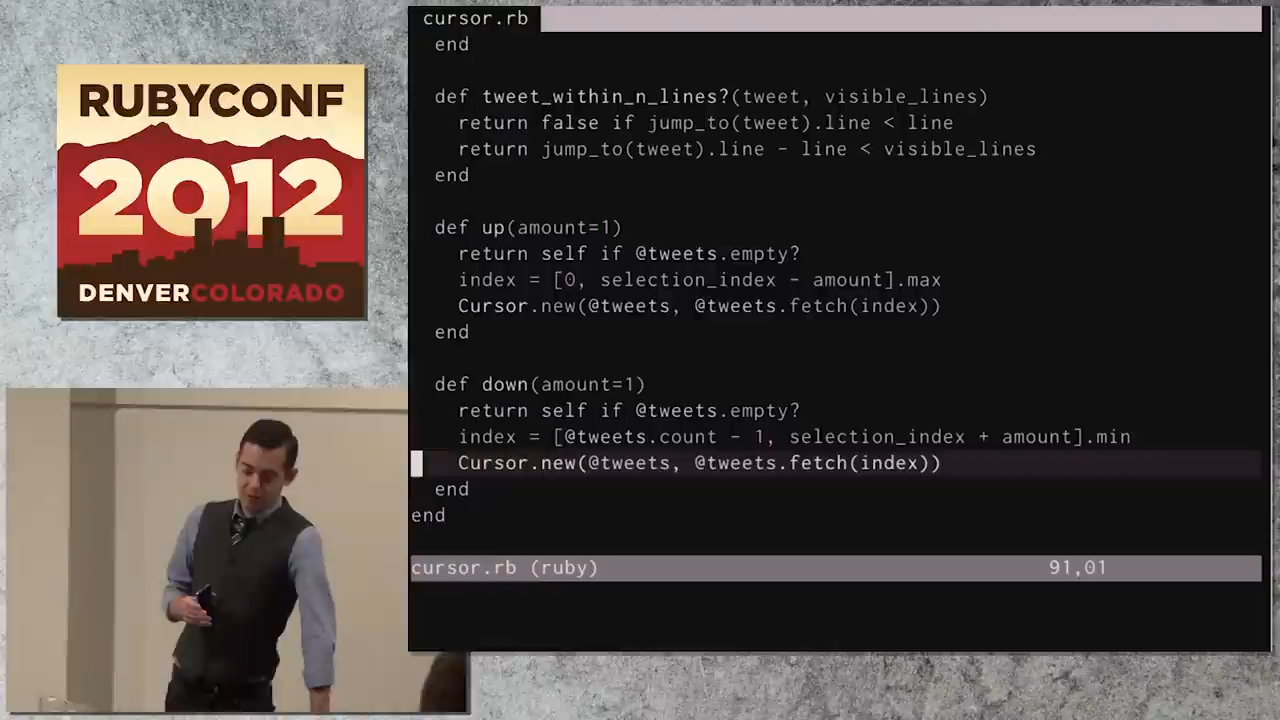 RUBYCONF
2012
DENVERCOLORADO
cursor.rb
end
def tweet_within_n_lines?(tweet, visible_lines)
return false if jump_to(tweet).line < line
return jump_to(tweet).line - line < visible_lines
end
def up(amount=1)
return self if @tweets.empty?
index = [0, selection_index - amount].max
Cursor.new(@tweets, @tweets.fetch(index))
end
def down(amount=1)
return self if @tweets.empty?
index = [@tweets.count - 1, selection_index + amount].min
Cursor.new(@tweets, @tweets.fetch(index))
end
end
cursor.rb (ruby) 91,01